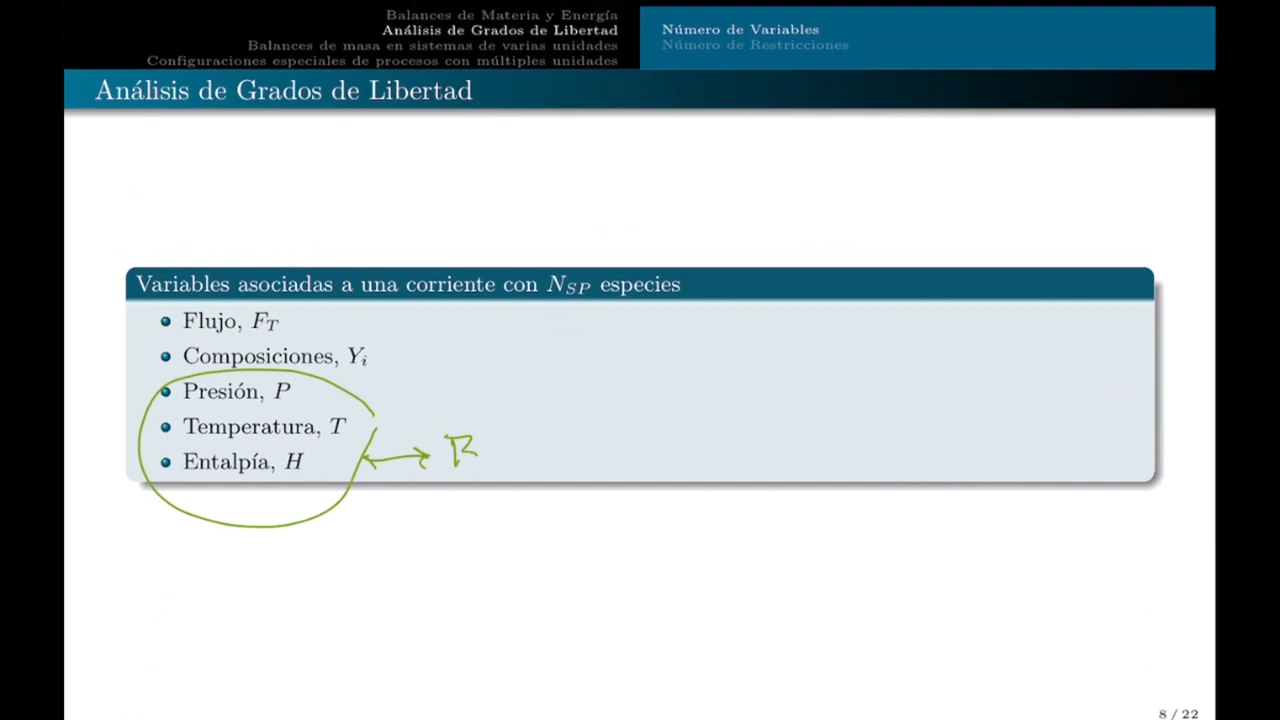 Balances de Materia y Energía
Análisis de Grados de Libertad
Balances de masa en sistemas de varias unidades
Configuraciones especiales de procesos con múltiples unidades
Número de Variables
Número de Restricciones
Análisis de Grados de Libertad
Variables asociadas a una corriente con N_{SP} especies
Flujo, F_T
Composiciones, Y_i
Presión, P
Temperatura, T
Entalpía, H
8 / 22